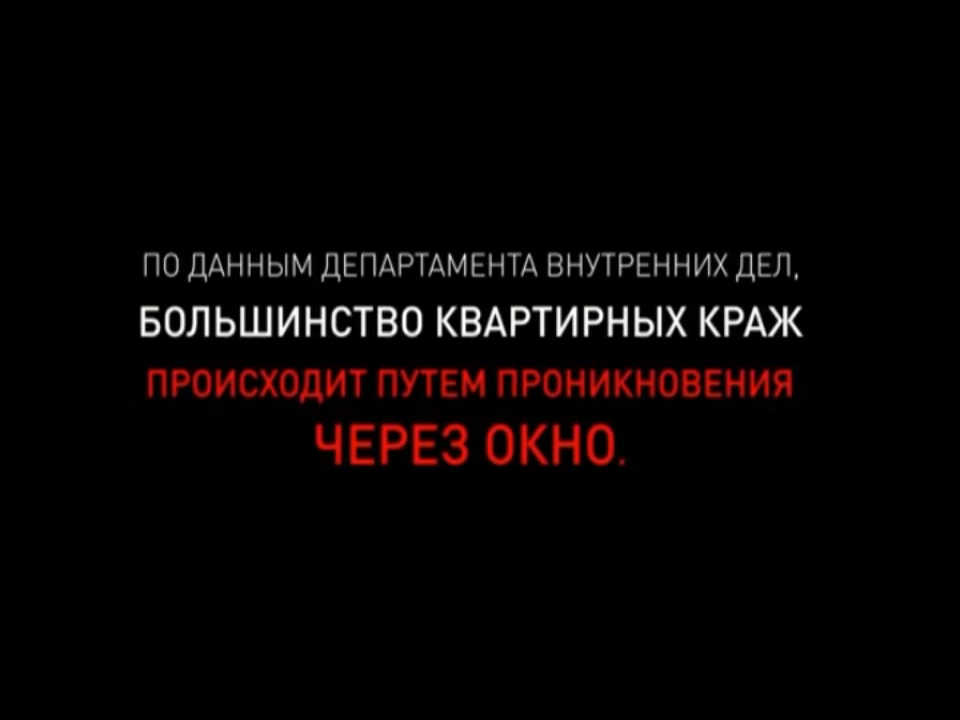 ПО ДАННЫМ ДЕПАРТАМЕНТА ВНУТРЕННИХ ДЕЛ,
БОЛЬШИНСТВО КВАРТИРНЫХ КРАЖ
ПРОИСХОДИТ ПУТЕМ ПРОНИКНОВЕНИЯ
ЧЕРЕЗ ОКНО.